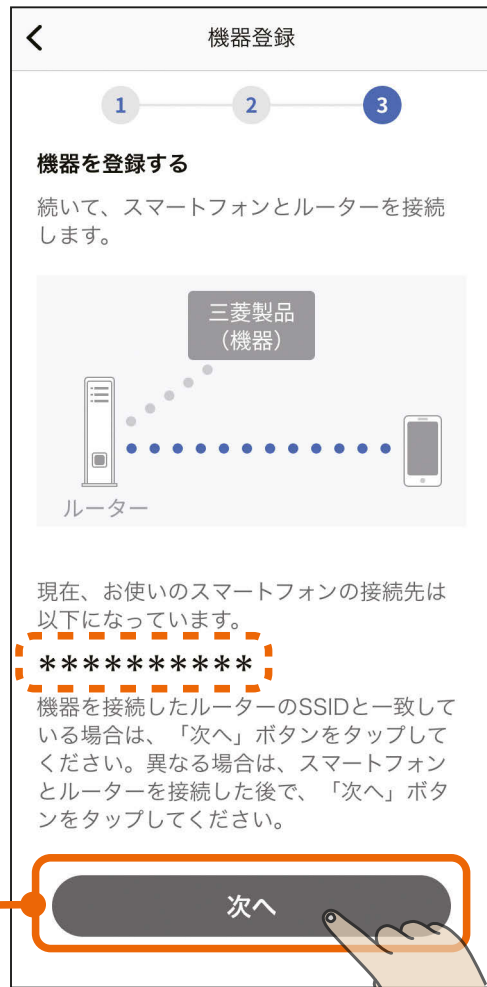 機器登録
1 2 3
機器を登録する
続いて、スマートフォンとルーターを接続
します。
三菱製品
（機器）
ルーター
現在、お使いのスマートフォンの接続先は
以下になっています。
**********
機器を接続したルーターのSSIDと一致して
いる場合は、「次へ」ボタンをタップして
ください。異なる場合は、スマートフォン
とルーターを接続した後で、「次へ」ボタ
ンをタップしてください。
次へ